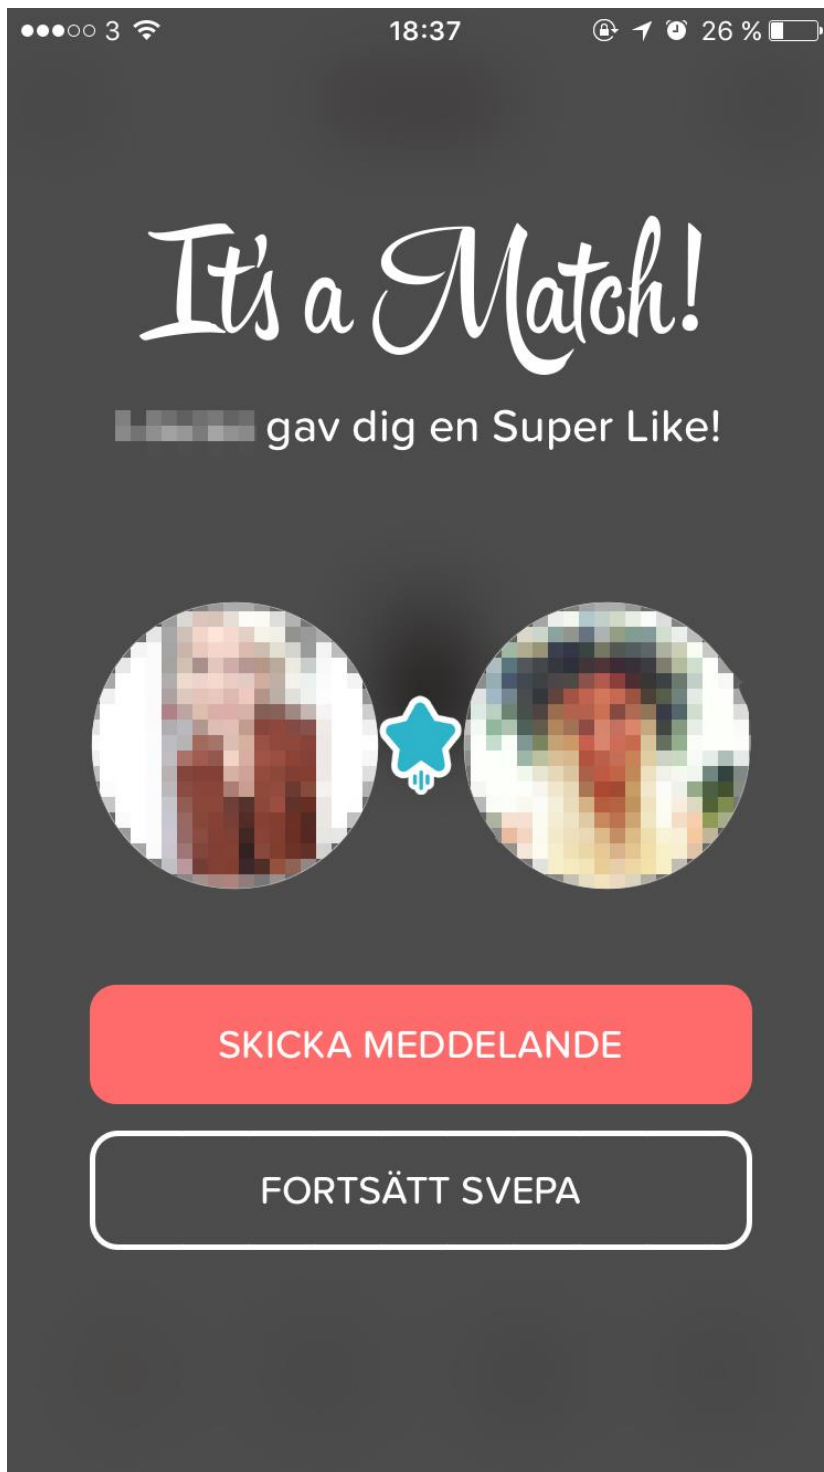 3 18:37 26 %
It's a Match!
gav dig en Super Like!
SKICKA MEDDELANDE
FORTSÄTT SVEPA